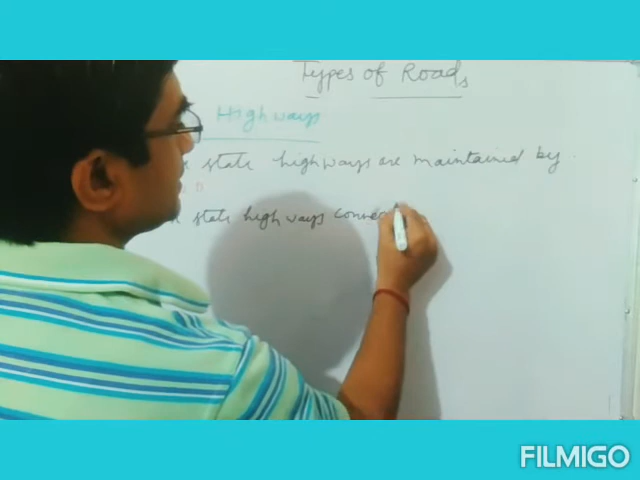 Types of Roads
Highways
state highways are maintained by
D
state highways connec
FILMIGO